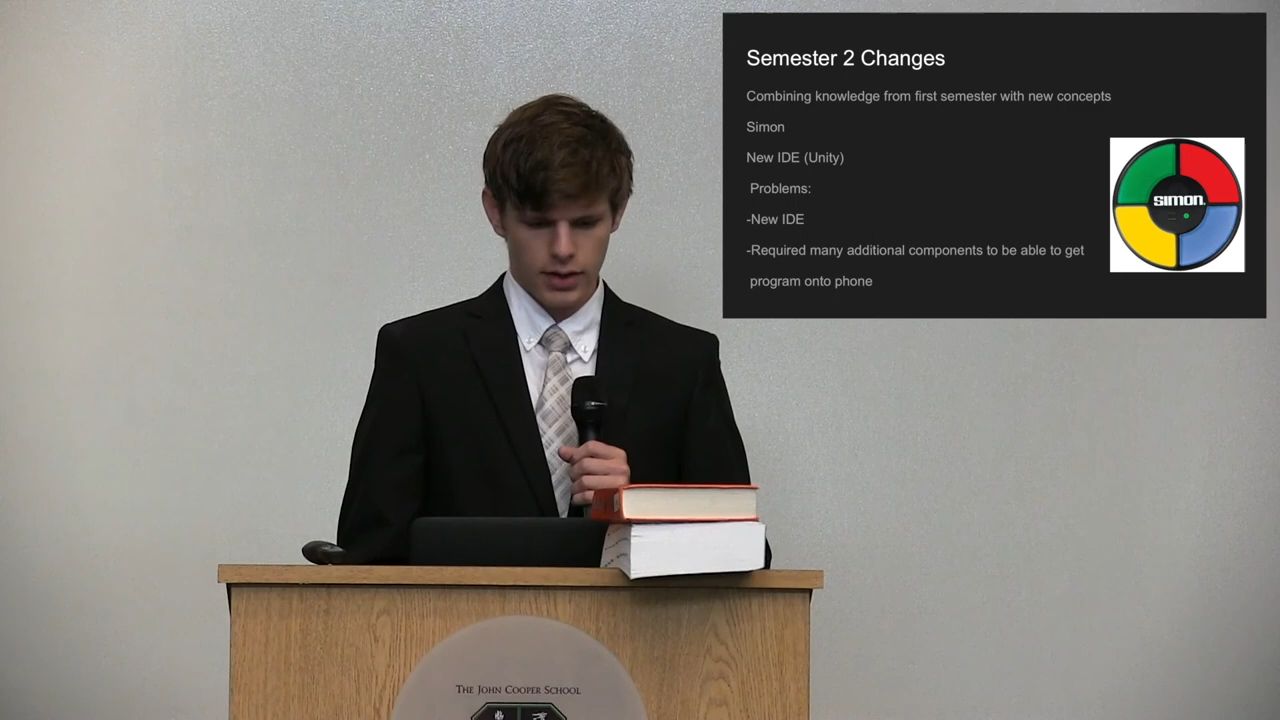 Semester 2 Changes
Combining knowledge from first semester with new concepts
Simon
New IDE (Unity)
Problems:
-New IDE
-Required many additional components to be able to get
program onto phone
SIMON
THE JOHN COOPER SCHOOL